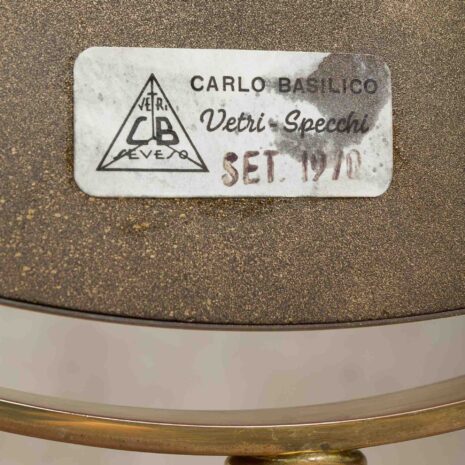 VETRI
CB
SEVESO
CARLO BASILICO
Vetri - Specchi
SET. 1970